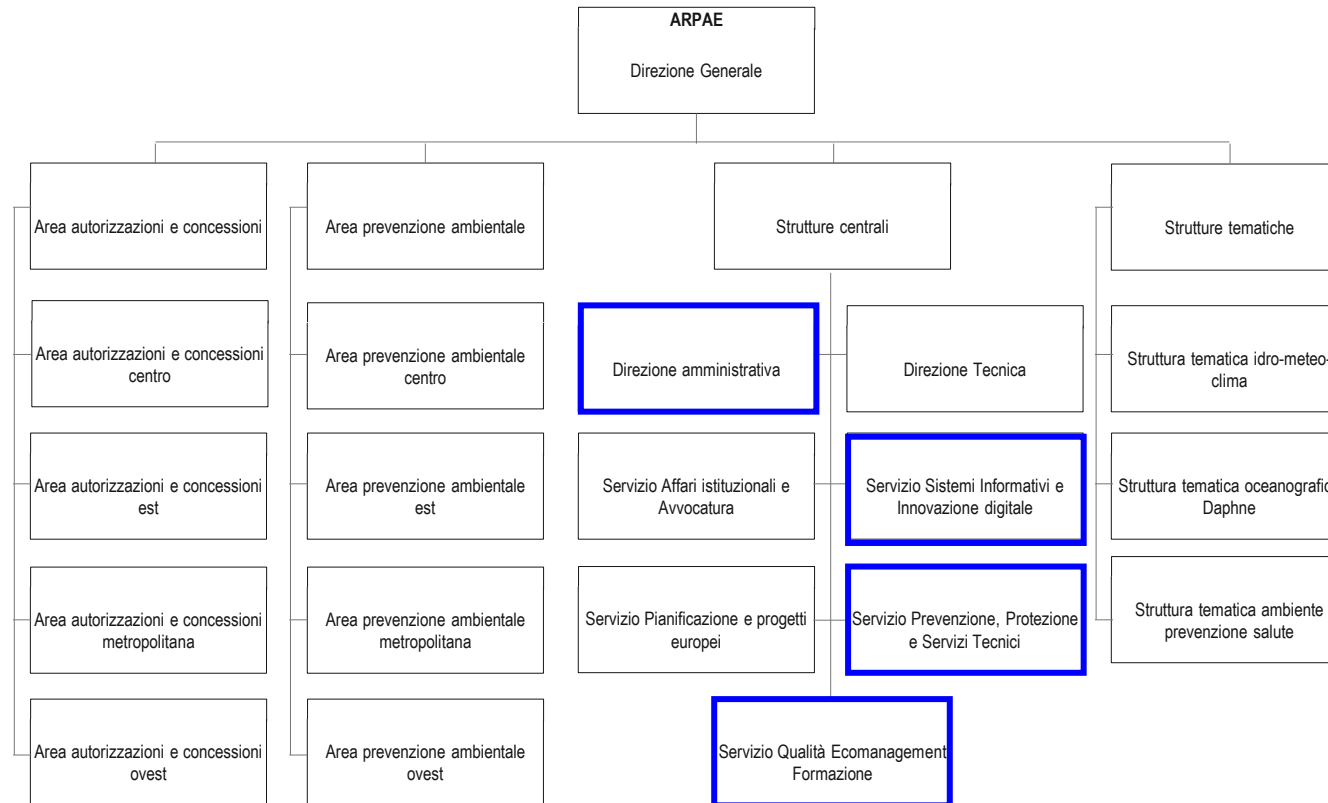 ARPAE
Direzione Generale
Area autorizzazioni e concessioni
Area prevenzione ambientale
Strutture centrali
Strutture tematiche
Area autorizzazioni e concessioni
centro
Area prevenzione ambientale
centro
Direzione amministrativa
Direzione Tecnica
Struttura tematica idro-meteo-
clima
Area autorizzazioni e concessioni
est
Area prevenzione ambientale
est
Servizio Affari istituzionali e
Avvocatura
Servizio Sistemi Informativi e
Innovazione digitale
Struttura tematica oceanografic
Daphne
Area autorizzazioni e concessioni
metropolitana
Area prevenzione ambientale
metropolitana
Servizio Pianificazione e progetti
europei
Servizio Prevenzione, Protezione
e Servizi Tecnici
Struttura tematica ambiente
prevenzione salute
Area autorizzazioni e concessioni
ovest
Area prevenzione ambientale
ovest
Servizio Qualità Ecomanagement
Formazione